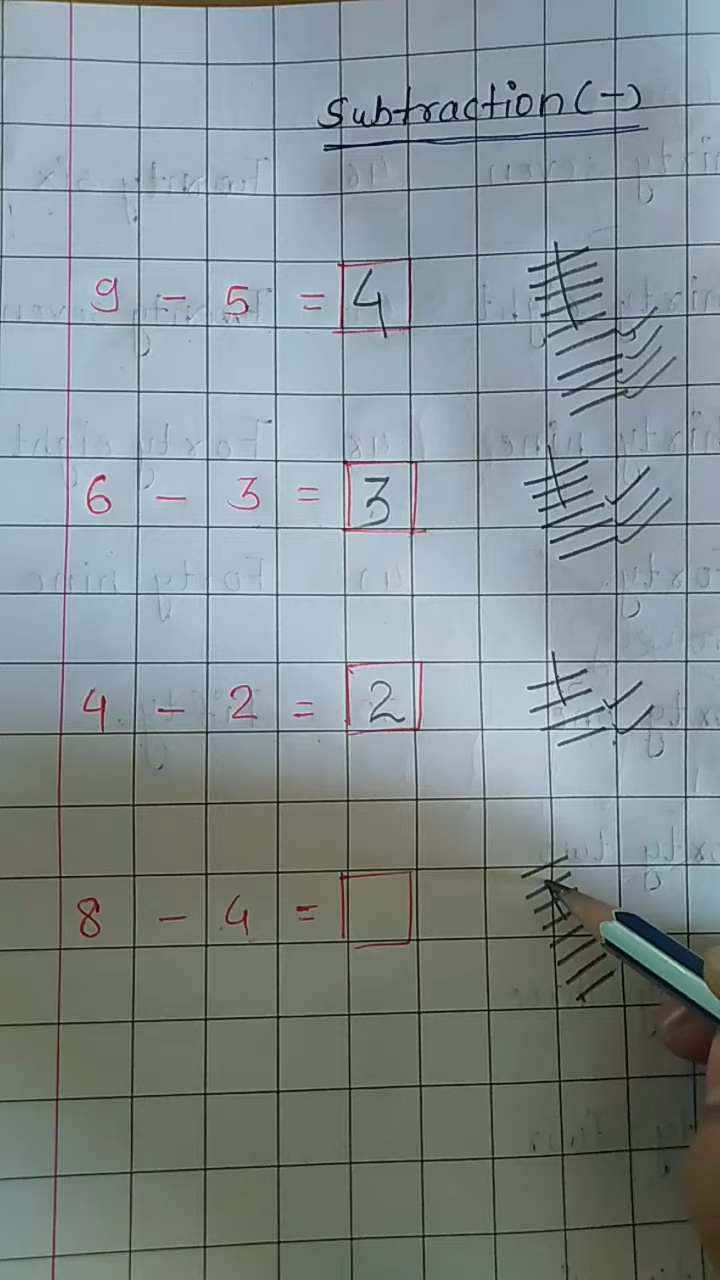 Subtraction (-)
9 - 5 = 4
6 - 3 = 3
4 - 2 = 2
8 - 4 =